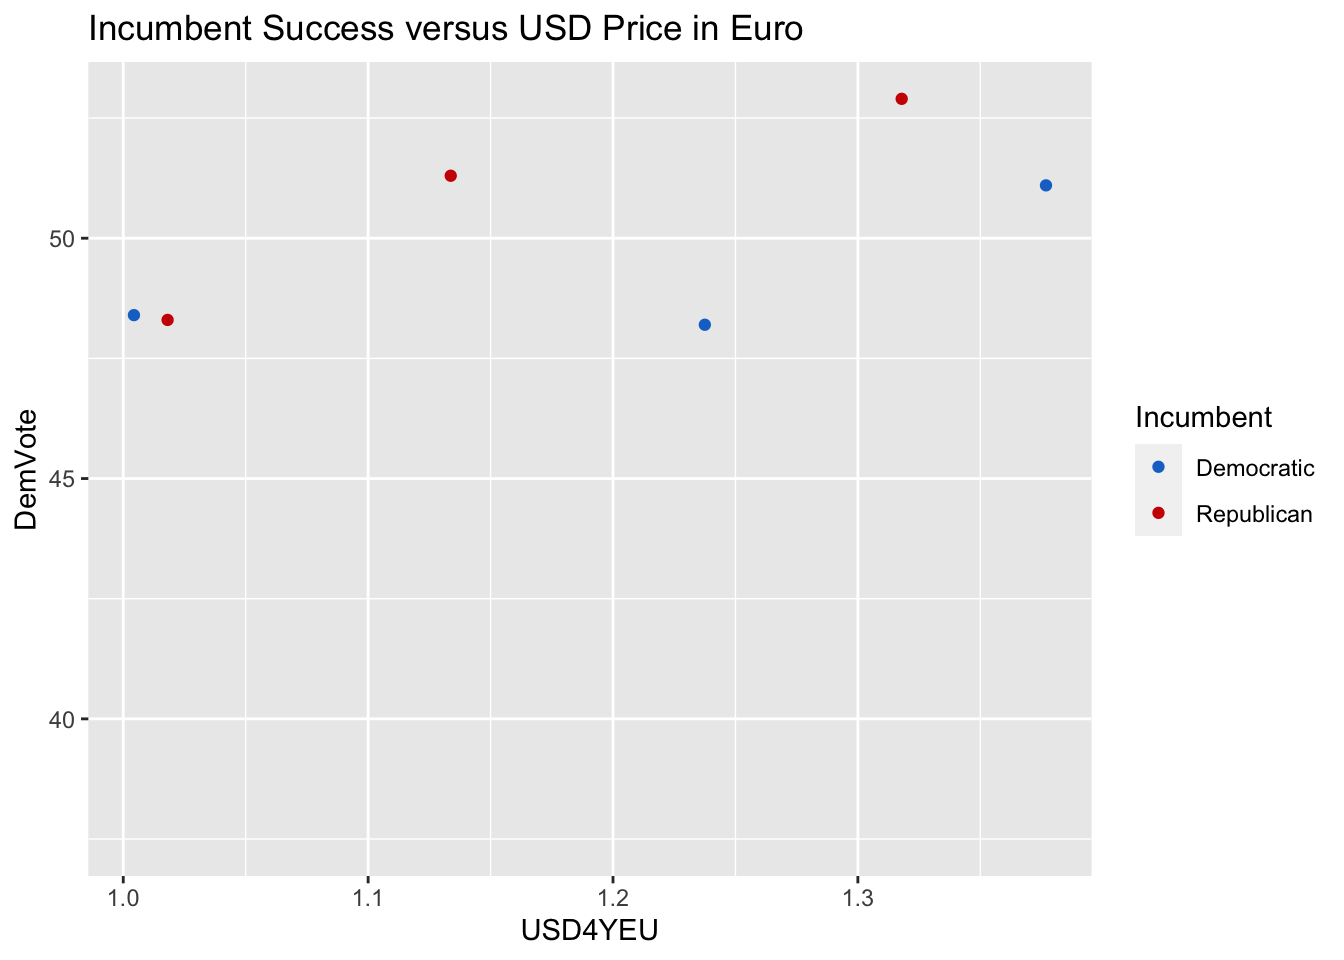 Incumbent Success versus USD Price in Euro
50
45
40
DemVote
1.0 1.1 1.2 1.3
USD4YEU
Incumbent
Democratic
Republican